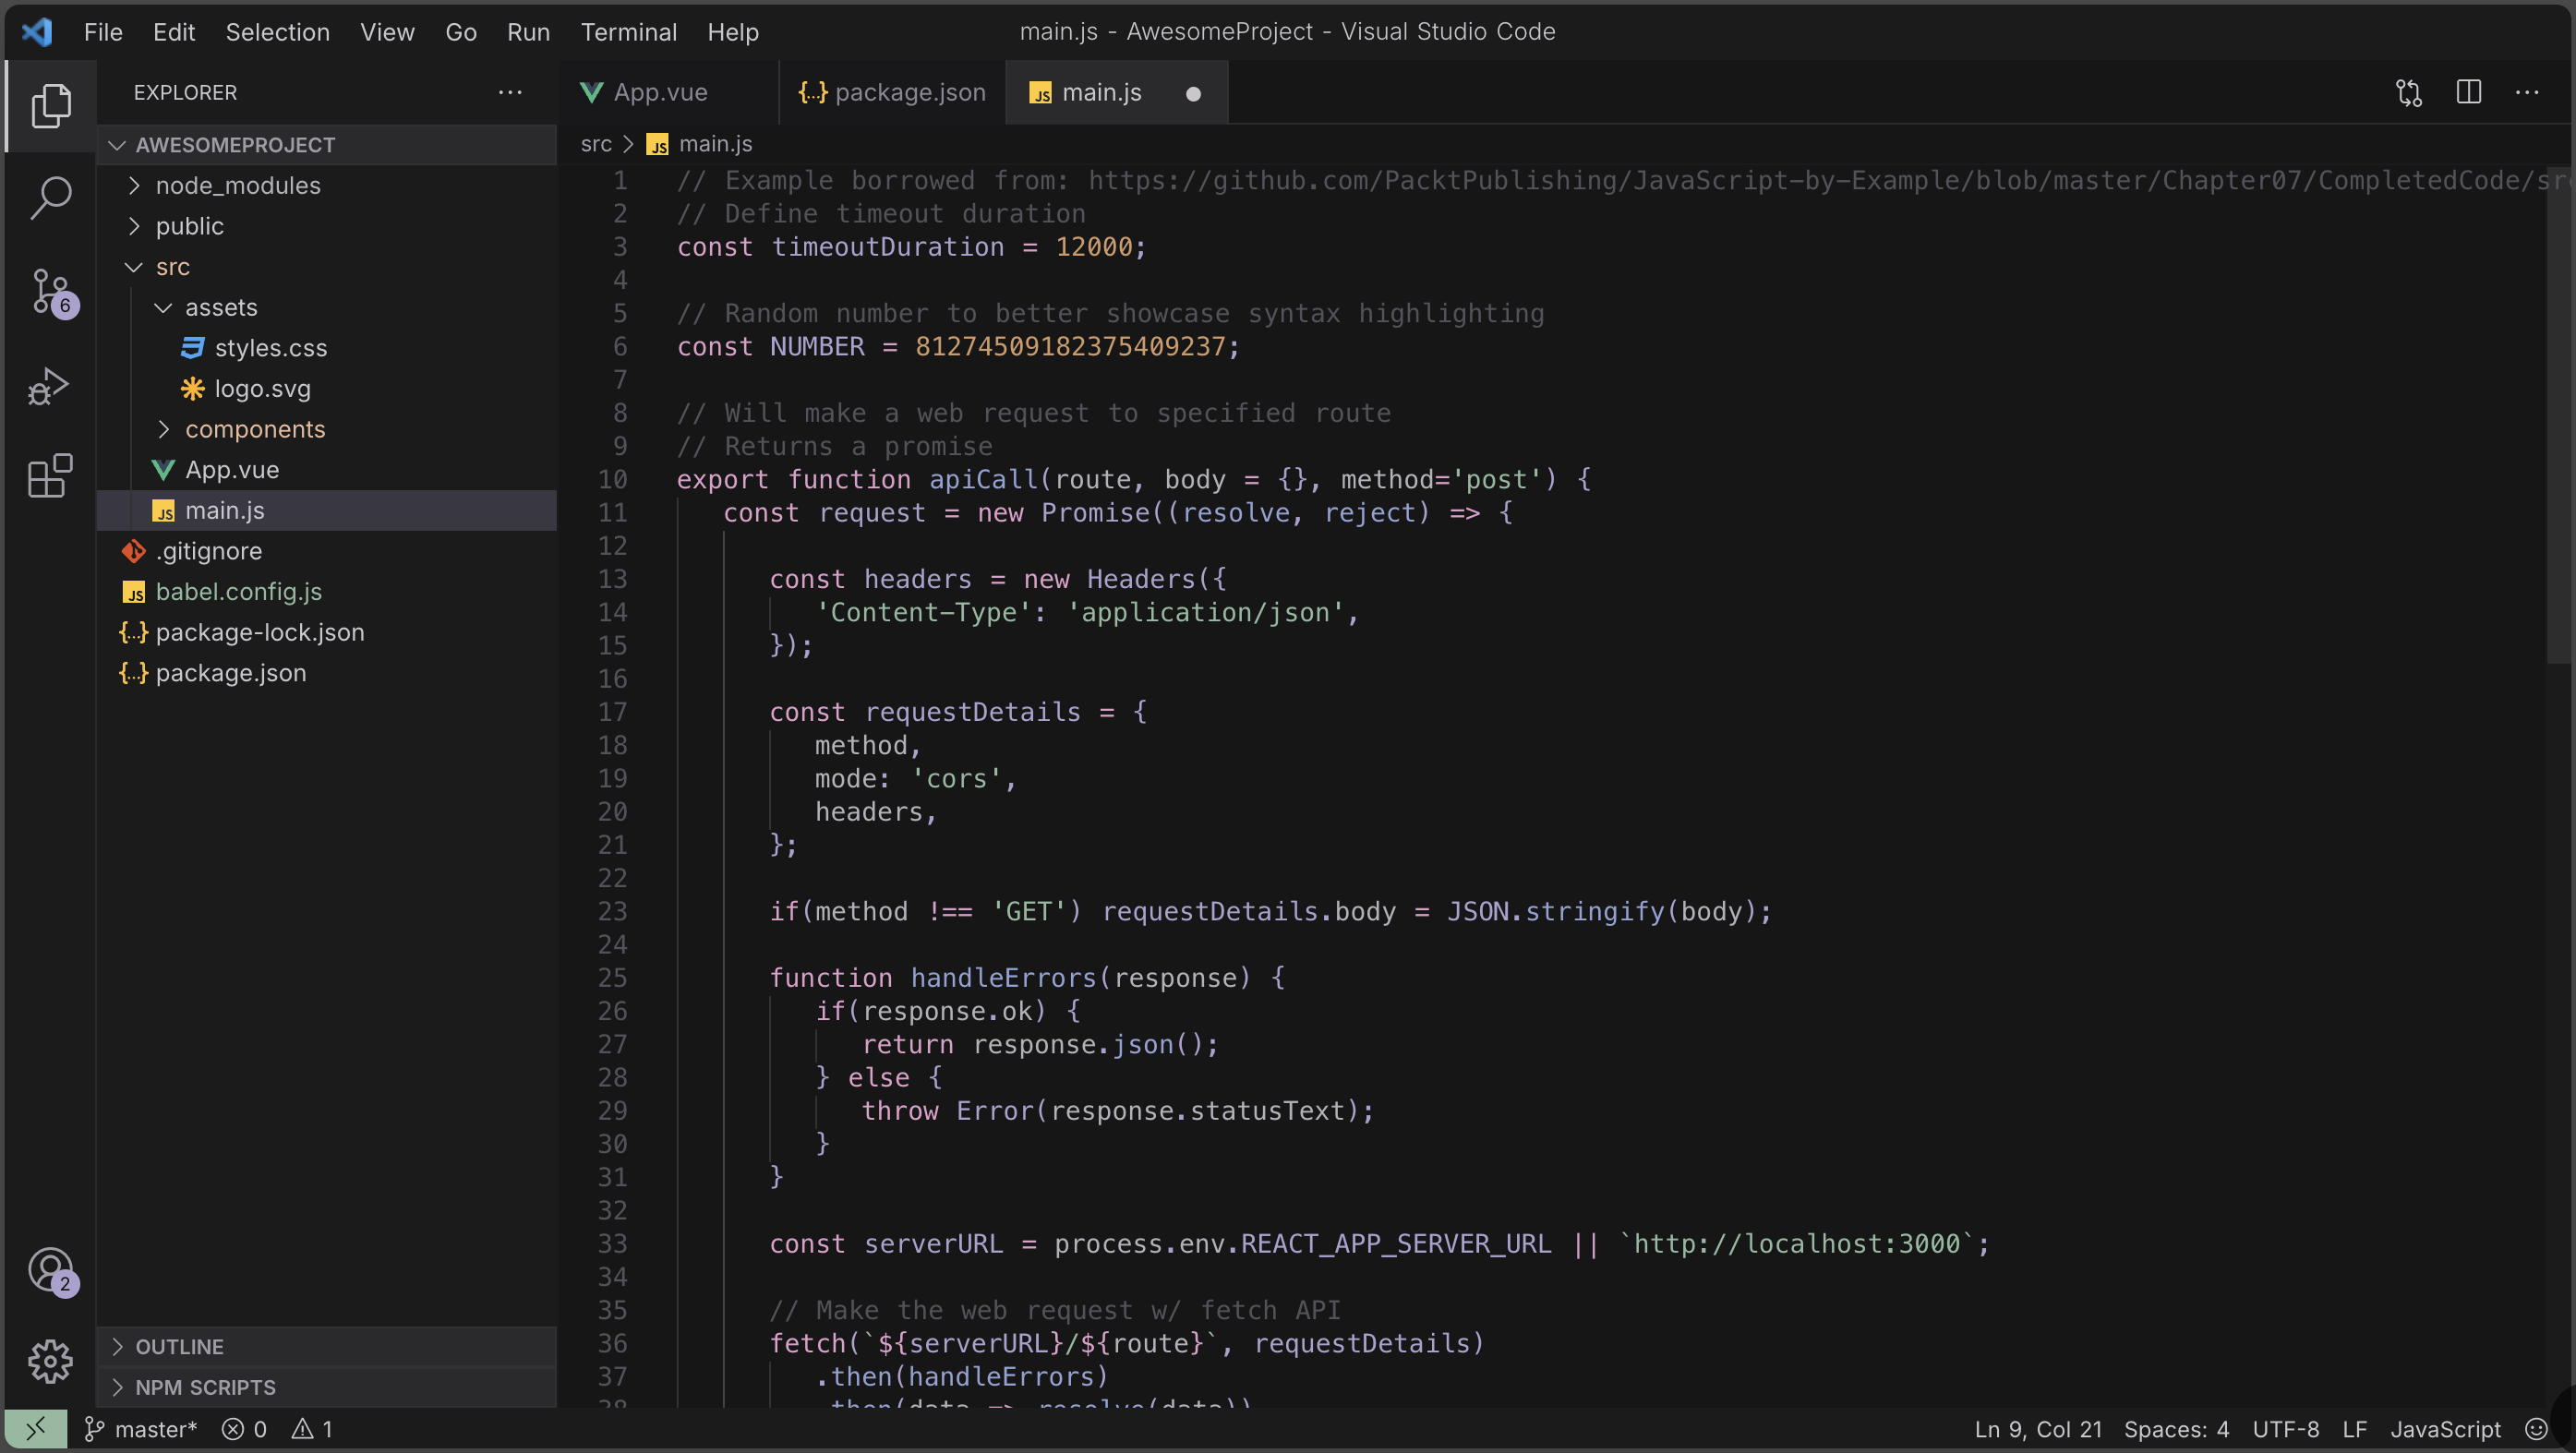 File Edit Selection View Go Run Terminal Help main.js - AwesomeProject - Visual Studio Code
EXPLORER
AWESOMEPROJECT
node_modules
public
src
assets
styles.css
logo.svg
components
App.vue
main.js
.gitignore
babel.config.js
package-lock.json
package.json
OUTLINE
NPM SCRIPTS
6
2
App.vue {...} package.json JS main.js
src > JS main.js
1 // Example borrowed from: https://github.com/PacktPublishing/JavaScript-by-Example/blob/master/Chapter07/CompletedCode/src
2 // Define timeout duration
3 const timeoutDuration = 12000;
4
5 // Random number to better showcase syntax highlighting
6 const NUMBER = 81274509182375409237;
7
8 // Will make a web request to specified route
9 // Returns a promise
10 export function apiCall(route, body = {}, method='post') {
11 const request = new Promise((resolve, reject) => {
12
13 const headers = new Headers({
14 'Content-Type': 'application/json',
15 });
16
17 const requestDetails = {
18 method,
19 mode: 'cors',
20 headers,
21 };
22
23 if(method !== 'GET') requestDetails.body = JSON.stringify(body);
24
25 function handleErrors(response) {
26 if(response.ok) {
27 return response.json();
28 } else {
29 throw Error(response.statusText);
30 }
31 }
32
33 const serverURL = process.env.REACT_APP_SERVER_URL || `http://localhost:3000`;
34
35 // Make the web request w/ fetch API
36 fetch(`${serverURL}/${route}`, requestDetails)
37 .then(handleErrors)
38 .then(data => resolve(data))
master* 0 1 Ln 9, Col 21 Spaces: 4 UTF-8 LF JavaScript